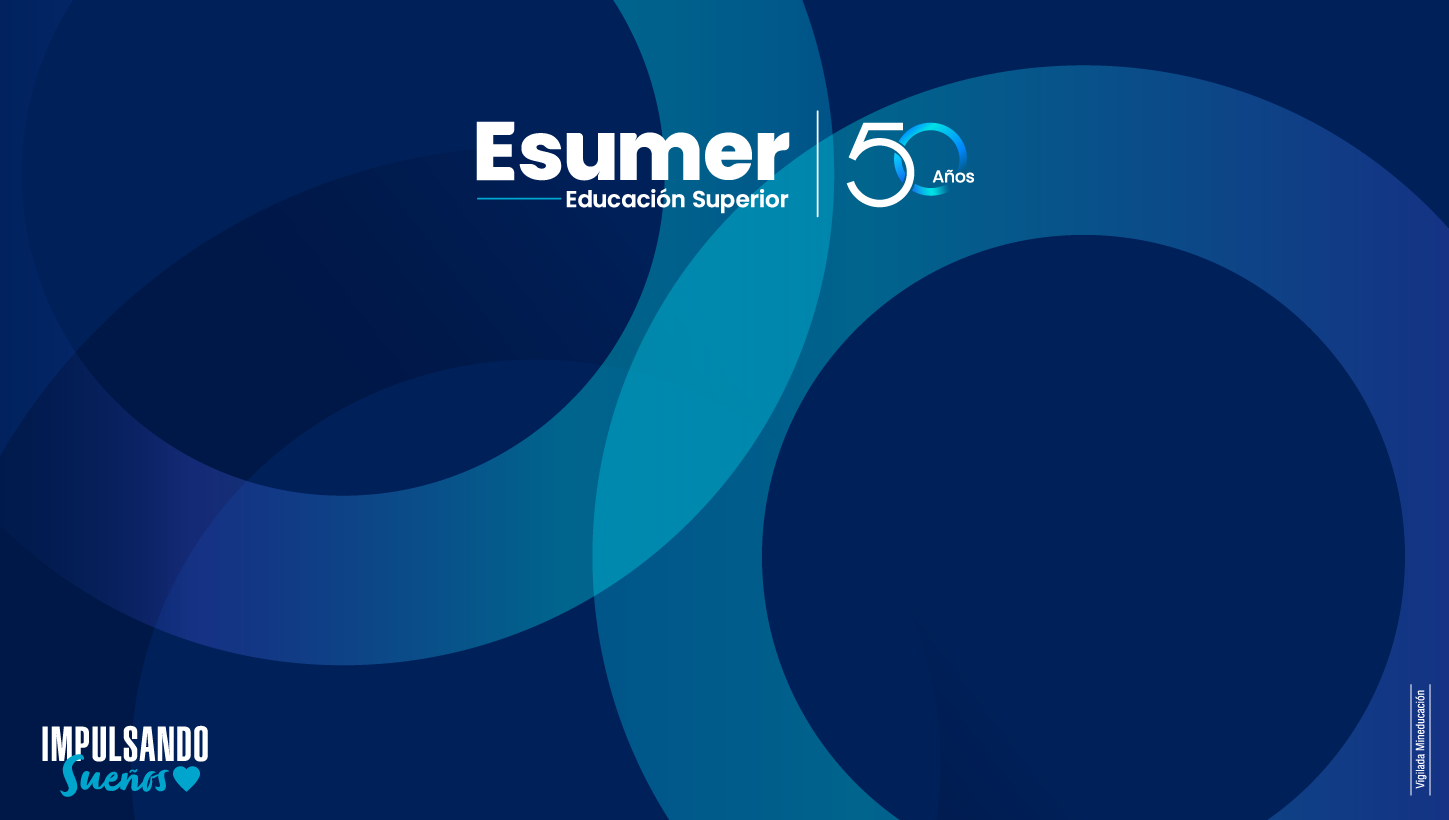 Esumer
Educación Superior
50
Años
IMPULSANDO
Sueños
Vigilada Mineducación